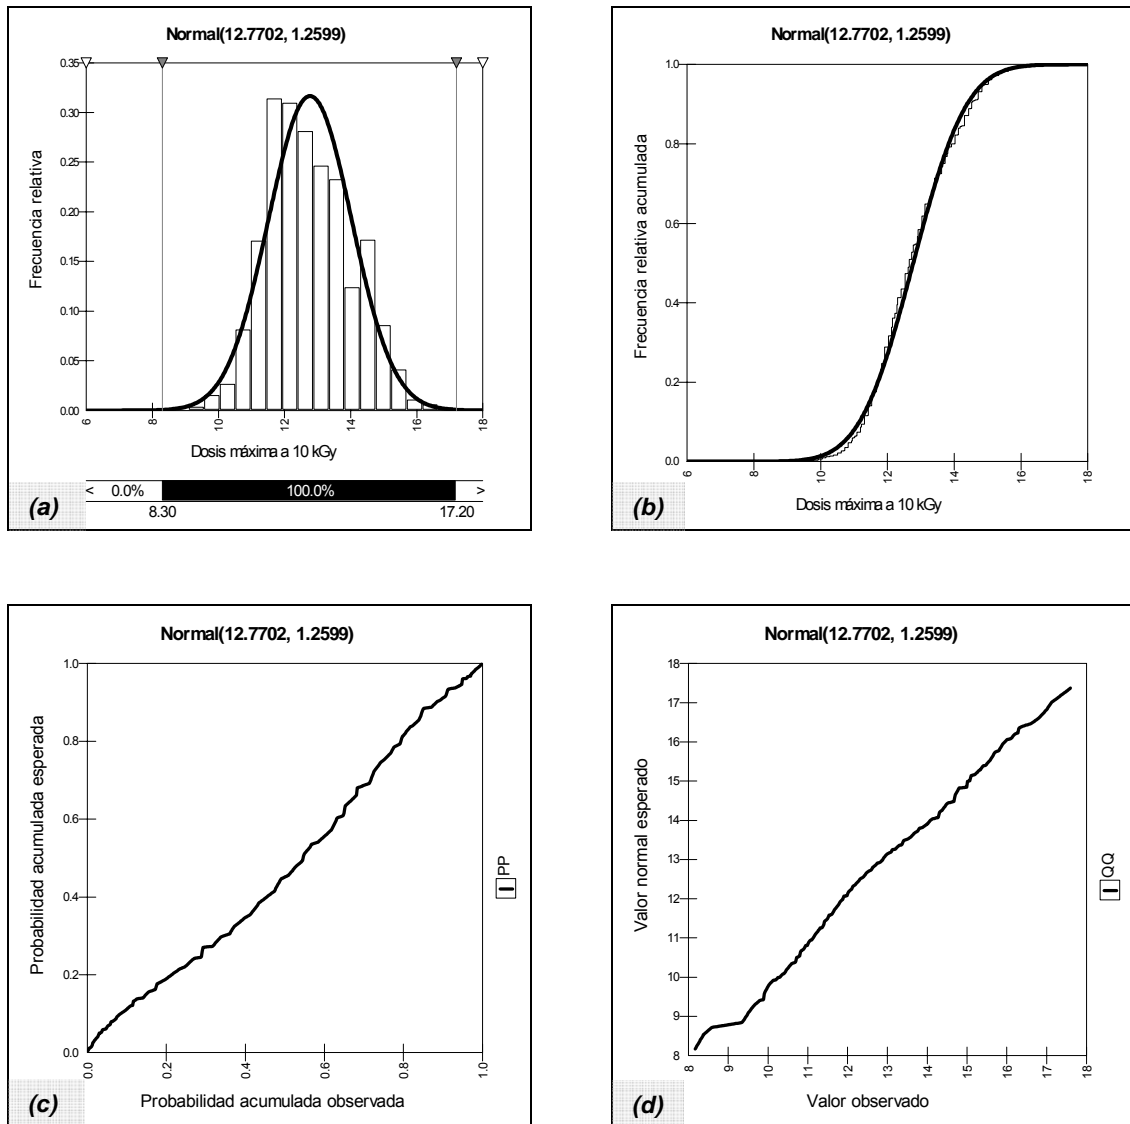 Normal(12.7702, 1.2599)
0.35
0.30
0.25
0.20
0.15
0.10
0.05
0.00
Frecuencia relativa
6 8 10 12 14 16 18
Dosis máxima a 10 kGy
< 0.0% 100.0% >
8.30 17.20
(a)
Normal(12.7702, 1.2599)
1.0
0.8
0.6
0.4
0.2
0.0
Frecuencia relativa acumulada
6 8 10 12 14 16 18
Dosis máxima a 10 kGy
(b)
Normal(12.7702, 1.2599)
1.0
0.8
0.6
0.4
0.2
0.0
Probabilidad acumulada esperada
0.0 0.2 0.4 0.6 0.8 1.0
Probabilidad acumulada observada
PP
(c)
Normal(12.7702, 1.2599)
18
17
16
15
14
13
12
11
10
9
8
Valor normal esperado
8 9 10 11 12 13 14 15 16 17 18
Valor observado
QQ
(d)